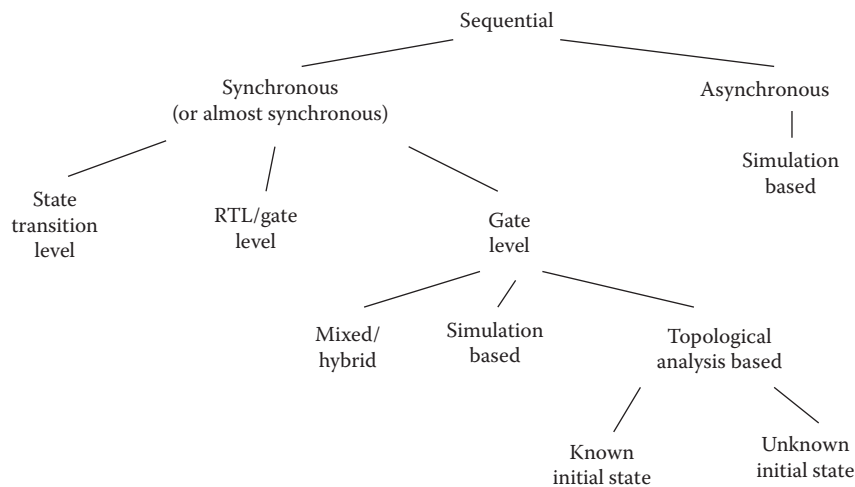 Sequential
Synchronous
(or almost synchronous)
Asynchronous
Simulation
based
State
transition
level
RTL/gate
level
Gate
level
Mixed/
hybrid
Simulation
based
Topological
analysis based
Known
initial state
Unknown
initial state